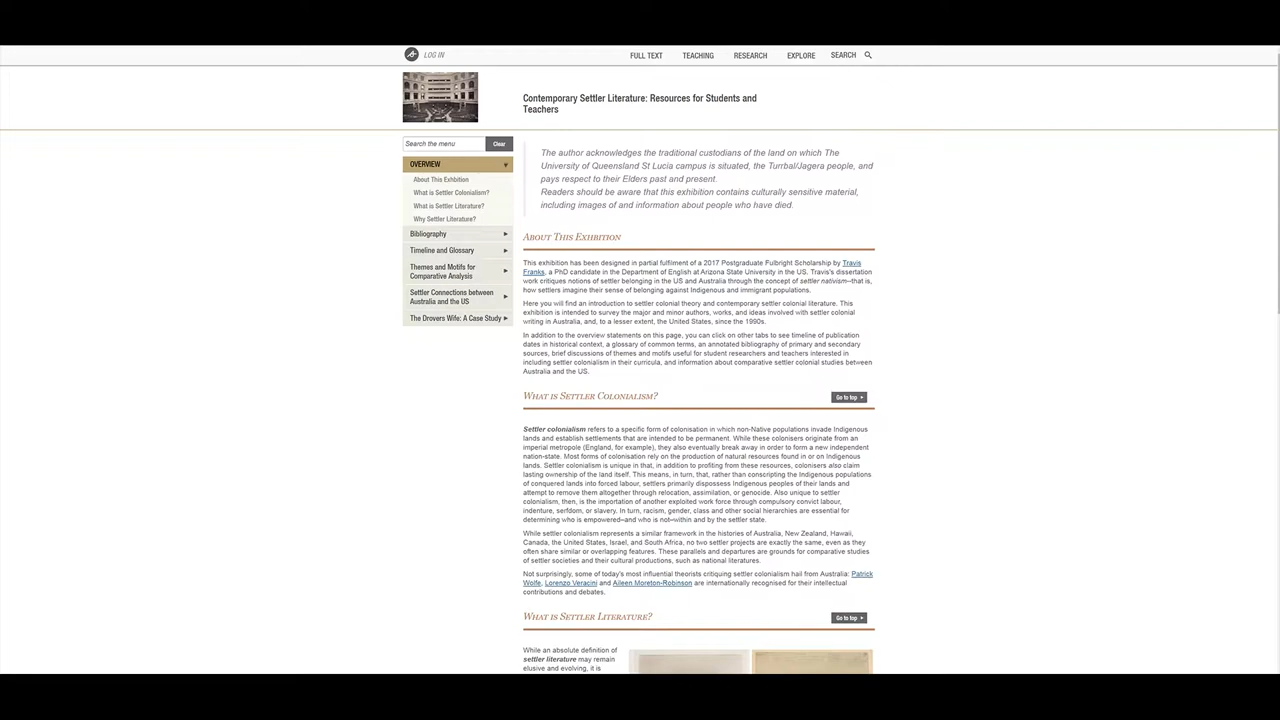 LOG IN
FULL TEXT TEACHING RESEARCH EXPLORE SEARCH
Contemporary Settler Literature: Resources for Students and
Teachers
Search the menu Clear
OVERVIEW
About This Exhbition
What is Settler Colonialism?
What is Settler Literature?
Why Settler Literature?
Bibliography
Timeline and Glossary
Themes and Motifs for
Comparative Analysis
Settler Connections between
Australia and the US
The Drovers Wife: A Case Study
The author acknowledges the traditional custodians of the land on which The
University of Queensland St Lucia campus is situated, the Turrbal/Jagera people, and
pays respect to their Elders past and present.
Readers should be aware that this exhibition contains culturally sensitive material,
including images of and information about people who have died.
About This Exhbition
This exhibition has been designed in partial fulfilment of a 2017 Postgraduate Fulbright Scholarship by Travis
Franks, a PhD candidate in the Department of English at Arizona State University in the US. Travis's dissertation
work critiques notions of settler belonging in the US and Australia through the concept of settler nativism–that is,
how settlers imagine their sense of belonging against Indigenous and immigrant populations.
Here you will find an introduction to settler colonial theory and contemporary settler colonial literature. This
exhibition is intended to survey the major and minor authors, works, and ideas involved with settler colonial
writing in Australia, and, to a lesser extent, the United States, since the 1990s.
In addition to the overview statements on this page, you can click on other tabs to see timeline of publication
dates in historical context, a glossary of common terms, an annotated bibliography of primary and secondary
sources, brief discussions of themes and motifs useful for student researchers and teachers interested in
including settler colonialism in their curricula, and information about comparative settler colonial studies between
Australia and the US.
What is Settler Colonialism? Go to top
Settler colonialism refers to a specific form of colonisation in which non-Native populations invade Indigenous
lands and establish settlements that are intended to be permanent. While these colonisers originate from an
imperial metropole (England, for example), they also eventually break away in order to form a new independent
nation-state. Most forms of colonisation rely on the production of natural resources found in or on Indigenous
lands. Settler colonialism is unique in that, in addition to profiting from these resources, colonisers also claim
lasting ownership of the land itself. This means, in turn, that, rather than conscripting the Indigenous populations
of conquered lands into forced labour, settlers primarily dispossess Indigenous peoples of their lands and
attempt to remove them altogether through relocation, assimilation, or genocide. Also unique to settler
colonialism, then, is the importation of another exploited work force through compulsory convict labour,
indenture, serfdom, or slavery. In turn, racism, gender, class and other social hierarchies are essential for
determining who is empowered–and who is not–within and by the settler state.
While settler colonialism represents a similar framework in the histories of Australia, New Zealand, Hawaii,
Canada, the United States, Israel, and South Africa, no two settler projects are exactly the same, even as they
often share similar or overlapping features. These parallels and departures are grounds for comparative studies
of settler societies and their cultural productions, such as national literatures.
Not surprisingly, some of today's most influential theorists critiquing settler colonialism hail from Australia: Patrick
Wolfe, Lorenzo Veracini and Aileen Moreton-Robinson are internationally recognised for their intellectual
contributions and debates.
What is Settler Literature? Go to top
While an absolute definition of
settler literature may remain
elusive and evolving, it is